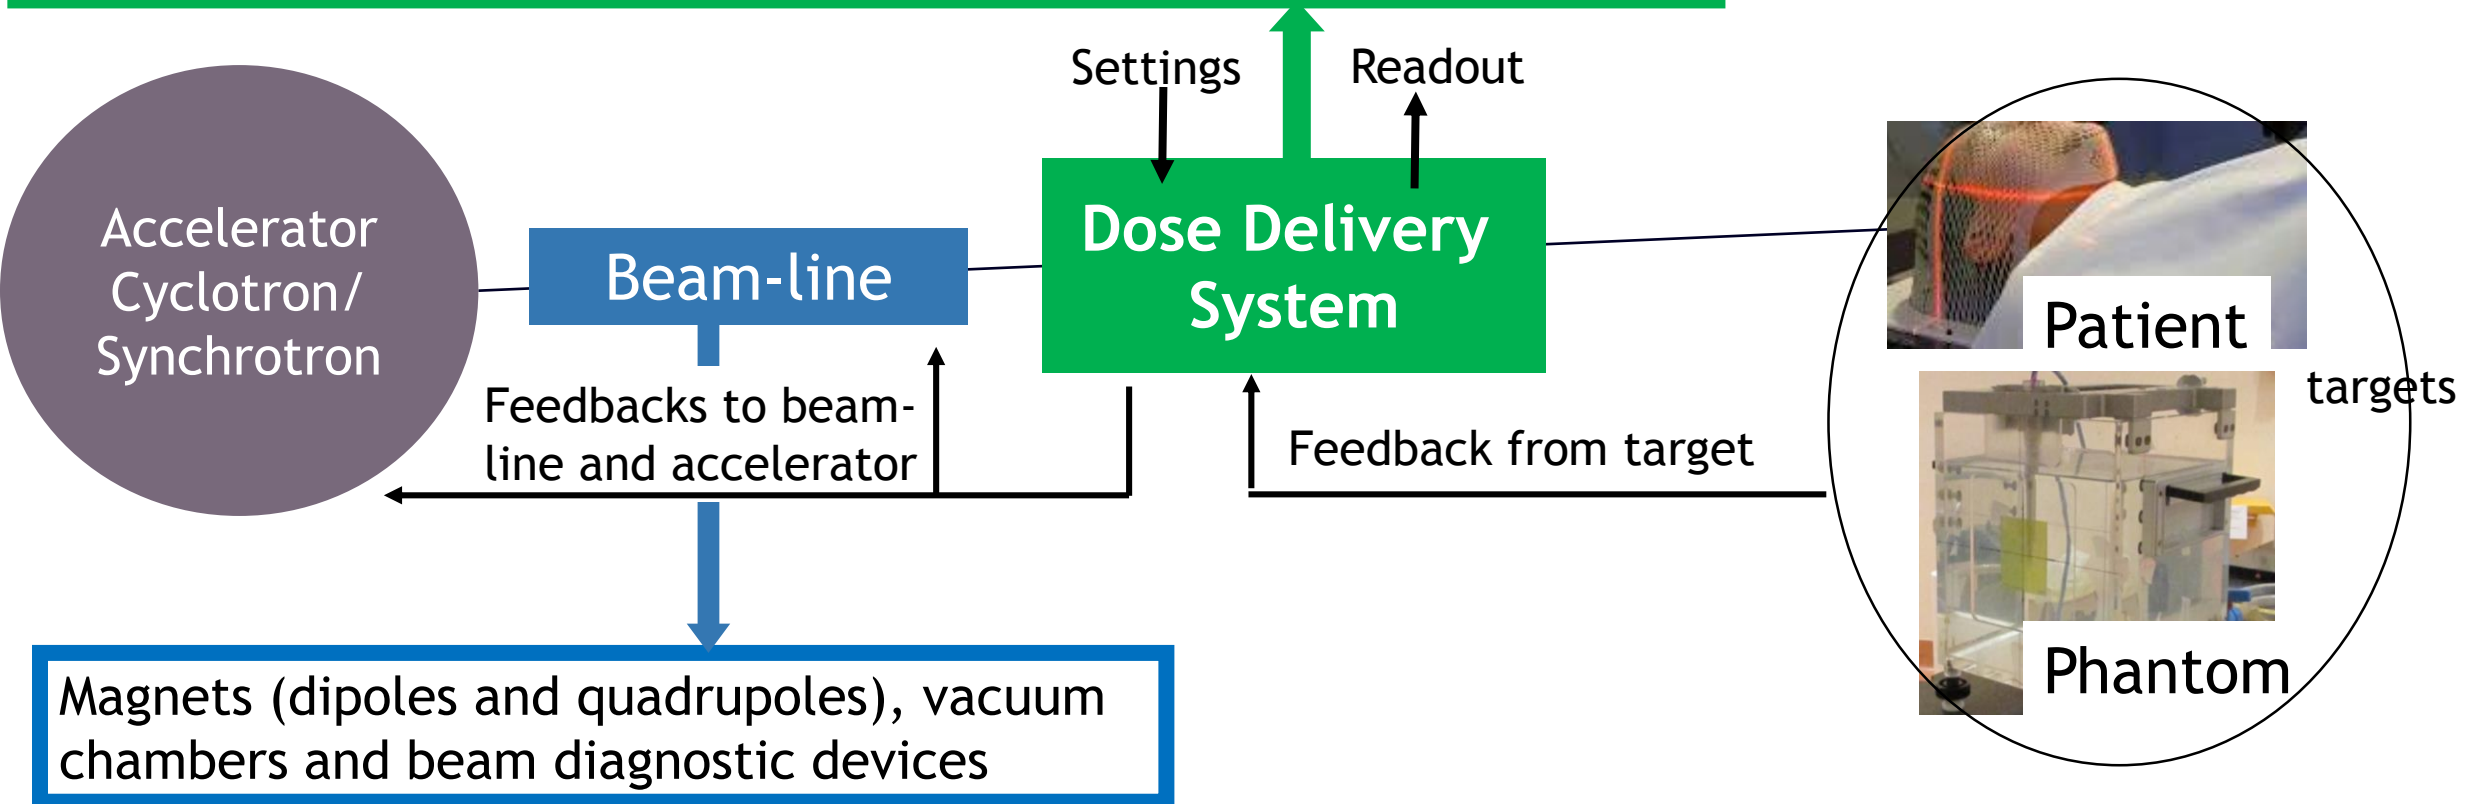 Settings
Readout
Accelerator
Cyclotron/
Synchrotron
Beam-line
Dose Delivery
System
Patient
targets
Feedbacks to beam-
line and accelerator
Feedback from target
Phantom
Magnets (dipoles and quadrupoles), vacuum
chambers and beam diagnostic devices